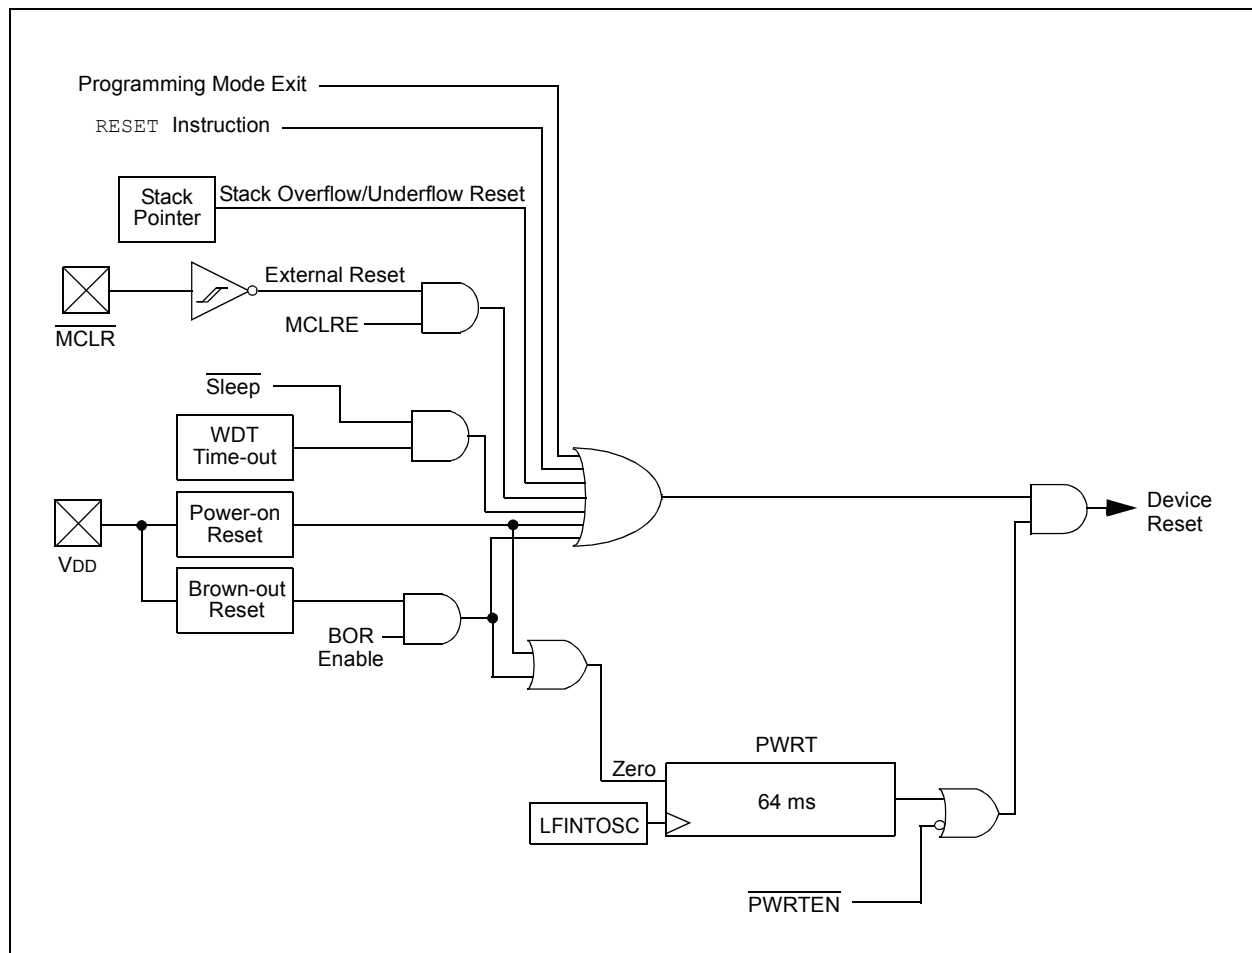 Programming Mode Exit
RESET Instruction
Stack
Pointer
Stack Overflow/Underflow Reset
External Reset
MCLR
MCLRE
Sleep
WDT
Time-out
VDD
Power-on
Reset
Brown-out
Reset
BOR
Enable
Device
Reset
PWRT
Zero
64 ms
LFINTOSC
PWRTEN